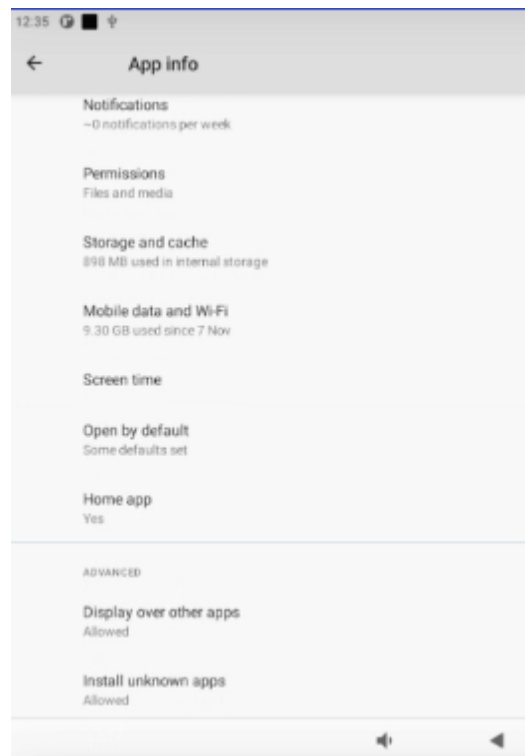 12:35
App info
Notifications
~0 notifications per week
Permissions
Files and media
Storage and cache
898 MB used in internal storage
Mobile data and Wi-Fi
9.30 GB used since 7 Nov
Screen time
Open by default
Some defaults set
Home app
Yes
ADVANCED
Display over other apps
Allowed
Install unknown apps
Allowed